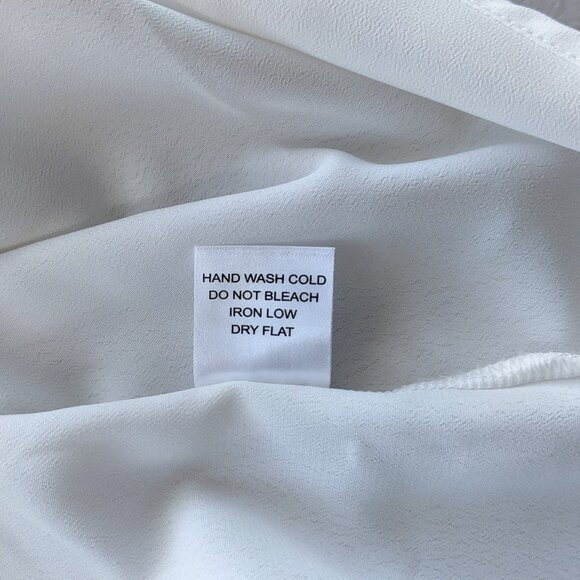 HAND WASH COLD
DO NOT BLEACH
IRON LOW
DRY FLAT